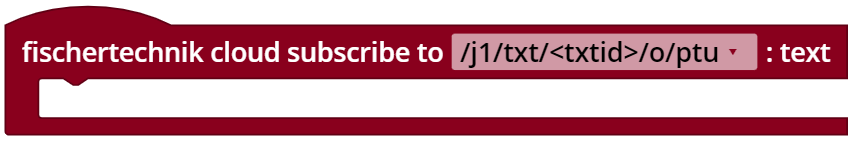 fischertechnik cloud subscribe to /j1/txt/<txtid>/o/ptu : text